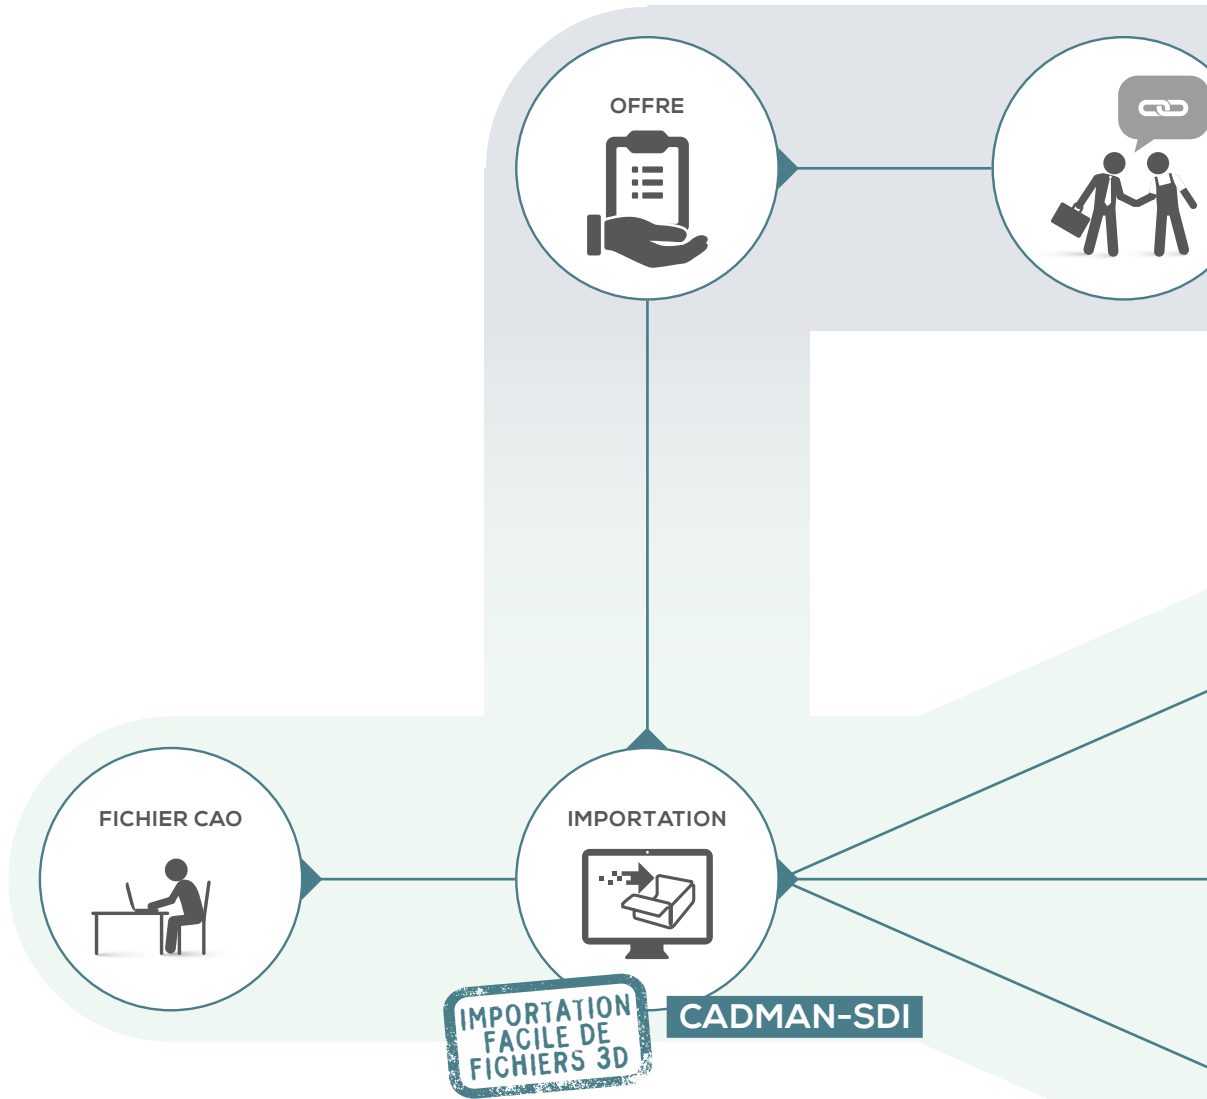 OFFRE
FICHIER CAO
IMPORTATION
IMPORTATION
FACILE DE
FICHIERS 3D
CADMAN-SDI